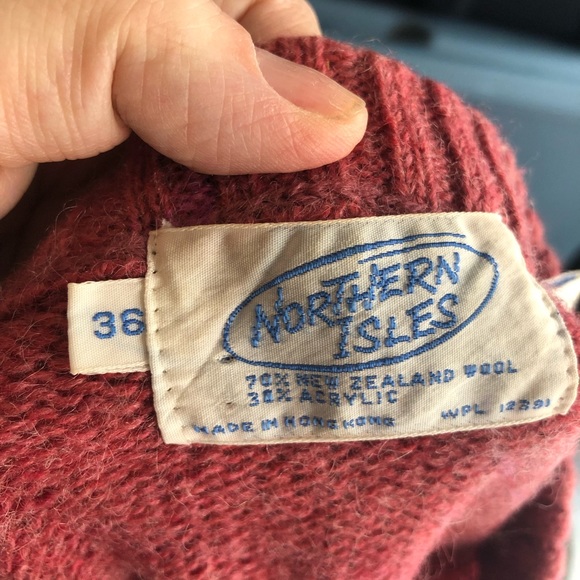 36
NORTHERN
ISLES
70% NEW ZEALAND WOOL
30% ACRYLIC
MADE IN HONG KONG WPL 12391